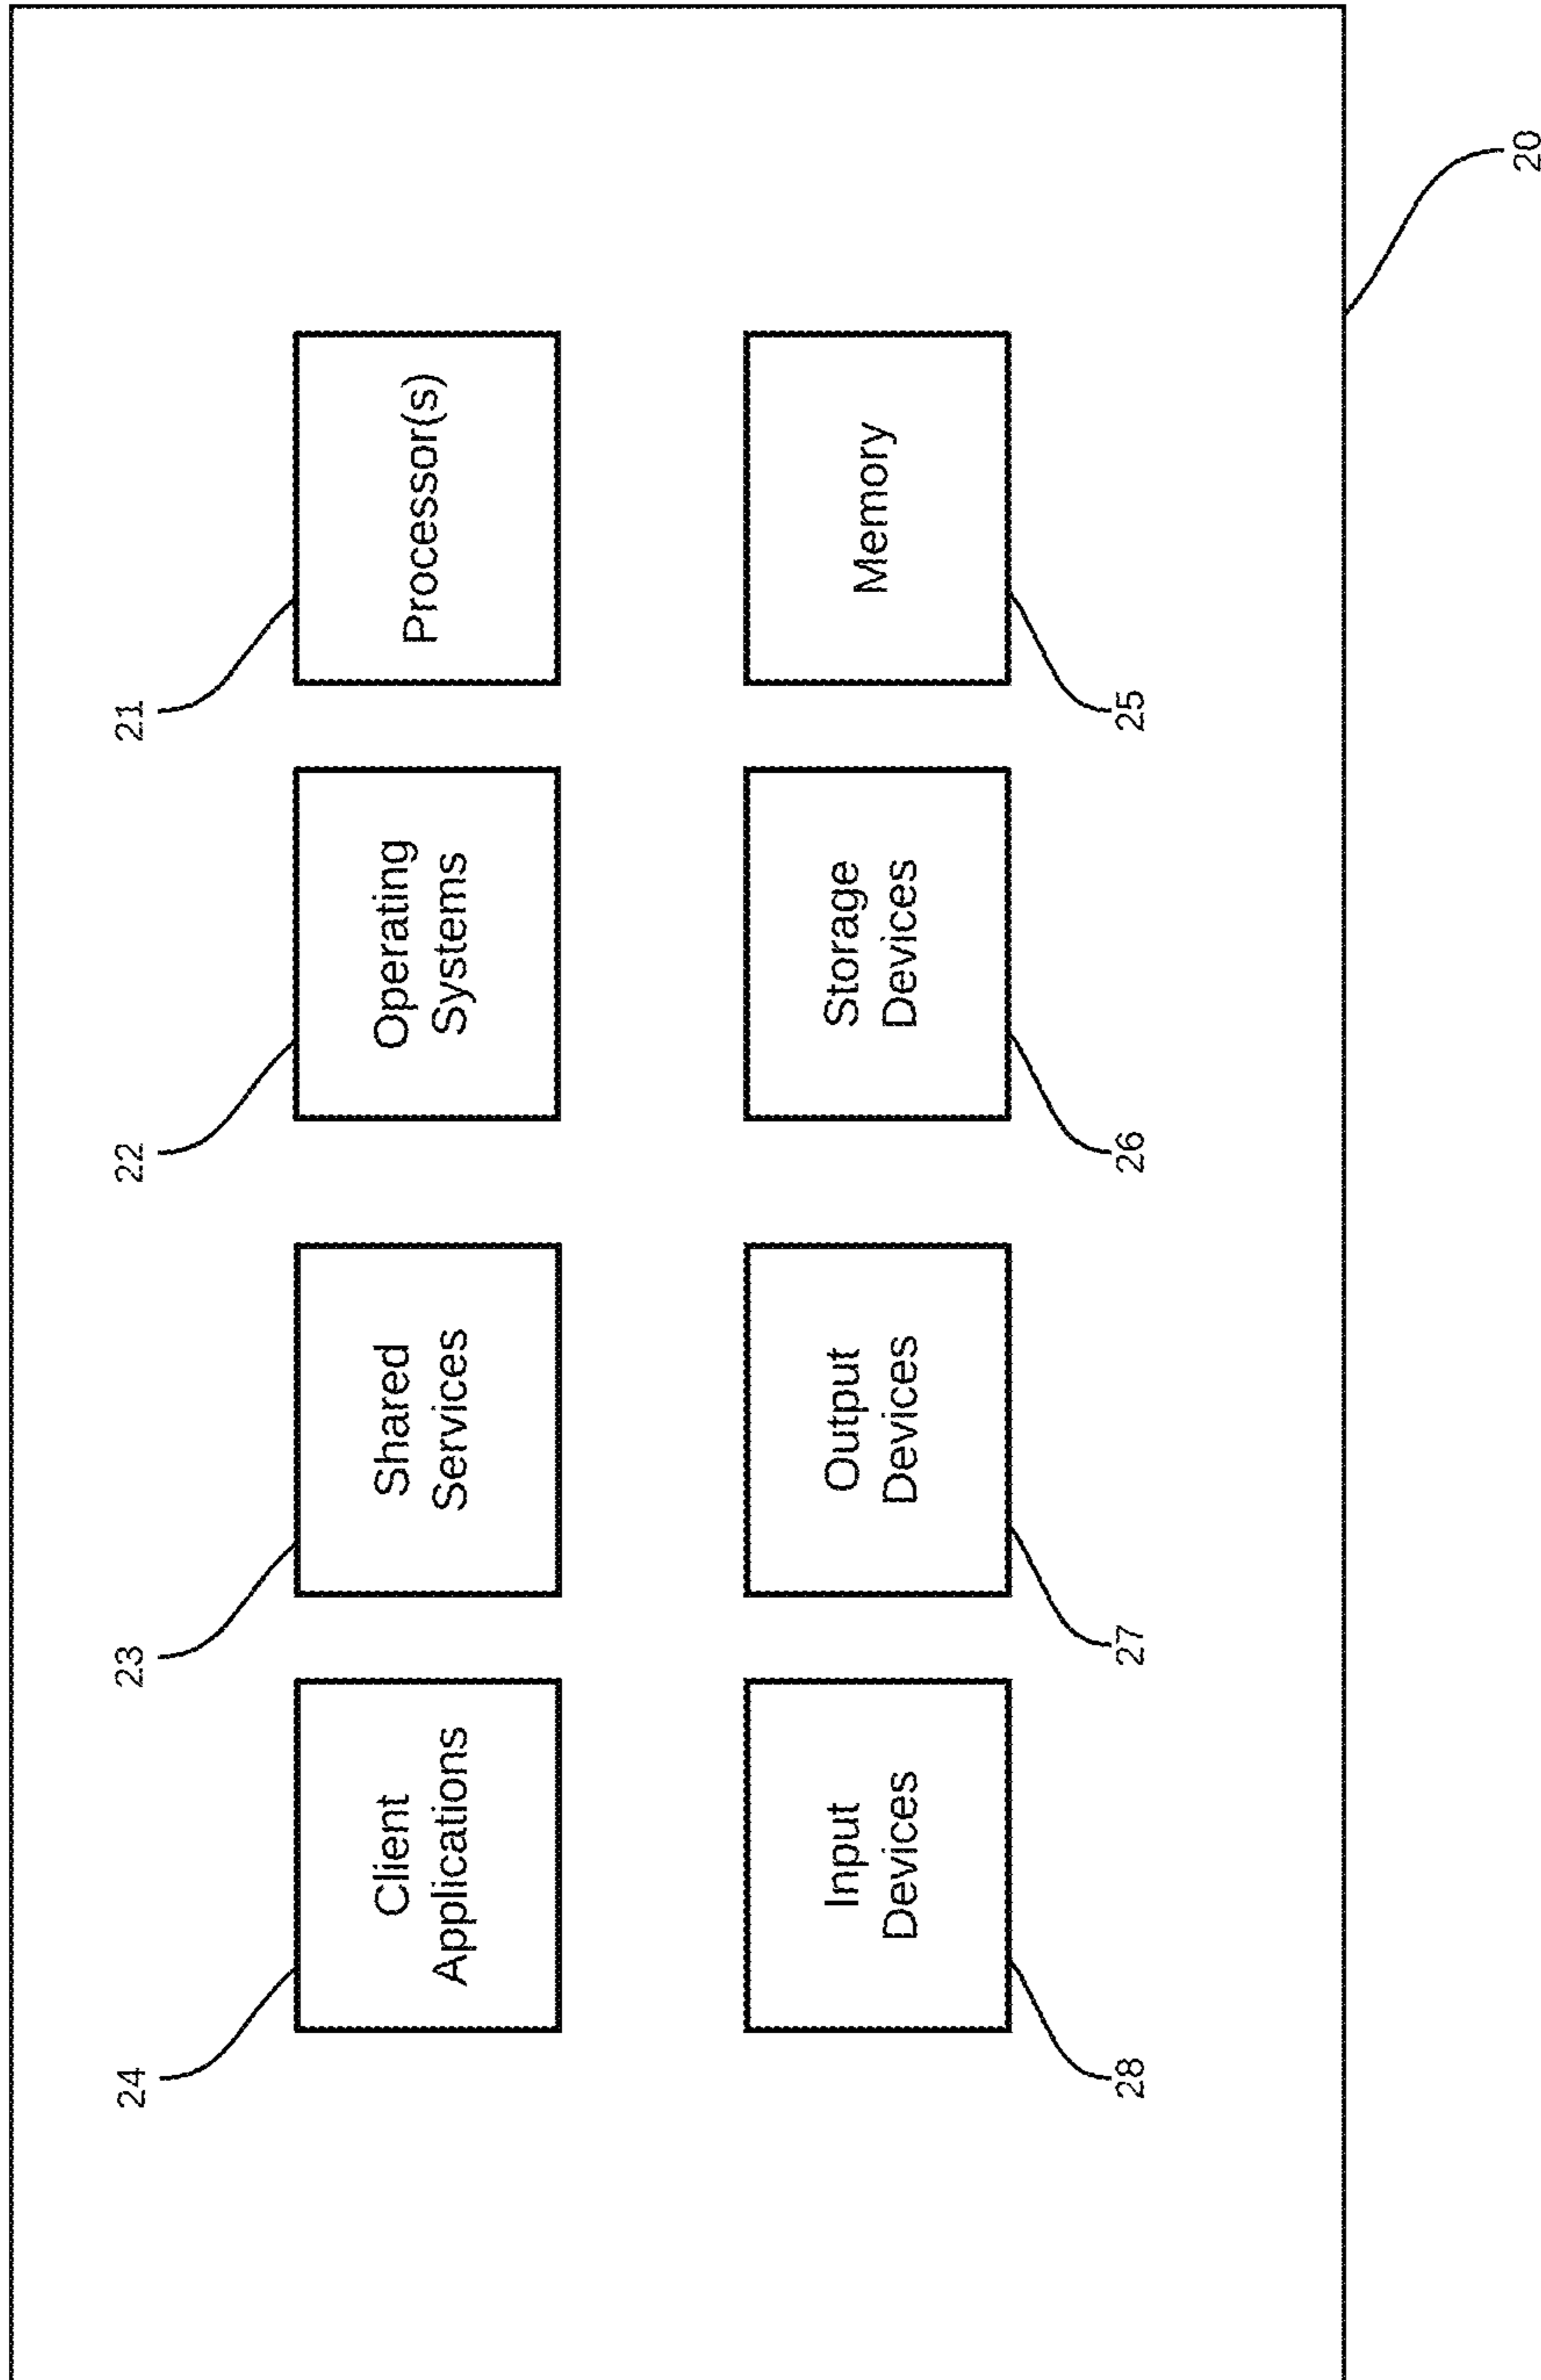 24
23
22
21
Client
Applications
Shared
Services
Operating
Systems
Processor(s)
Input
Devices
Output
Devices
Storage
Devices
Memory
28
27
26
25
20